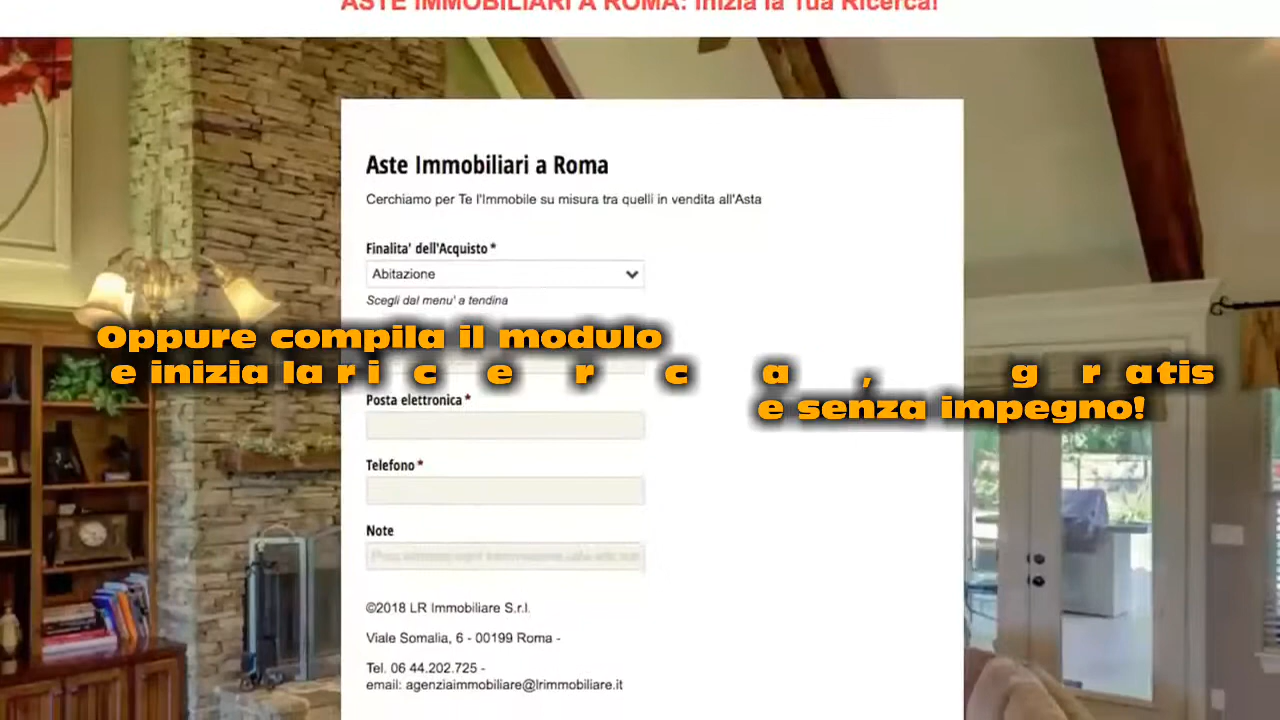 ASTE IMMOBILIARI A ROMA: Inizia la Tua Ricerca!
Aste Immobiliari a Roma
Cerchiamo per Te l'Immobile su misura tra quelli in vendita all'Asta
Finalita' dell'Acquisto *
Abitazione
Scegli dal menu' a tendina
Oppure compila il modulo
e inizia la ricerca, gratis
e senza impegno!
Posta elettronica *
Telefono *
Note
©2018 LR Immobiliare S.r.l.
Viale Somalia, 6 - 00199 Roma -
Tel. 06 44.202.725 -
email: agenziaimmobiliare@lrimmobiliare.it